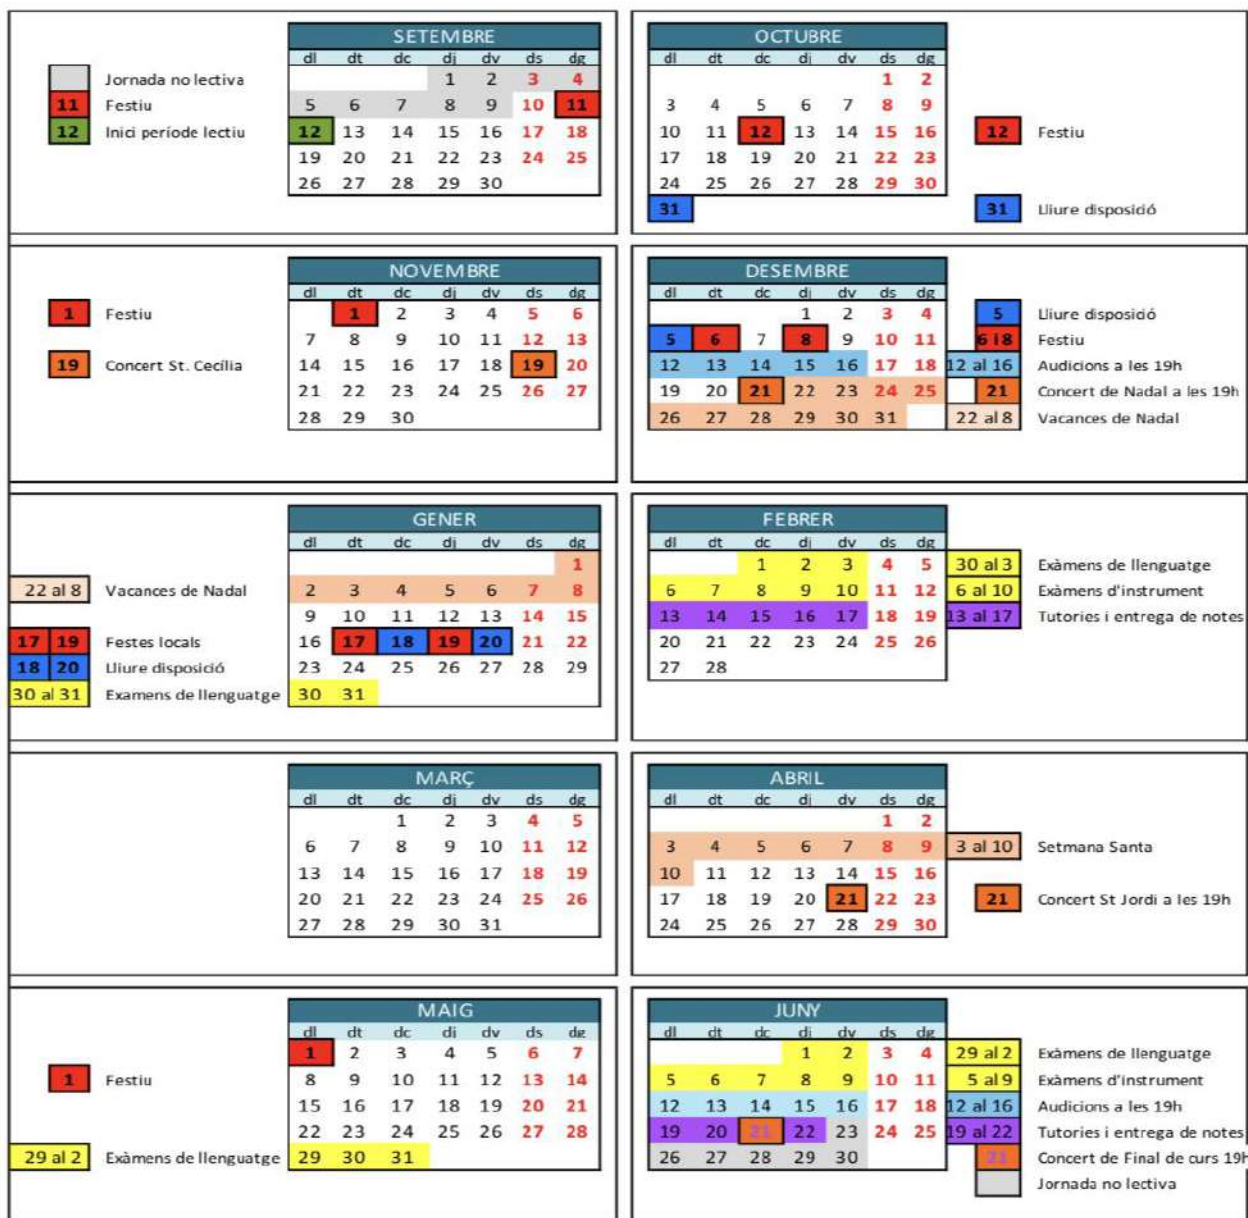 SETEMBRE
dl dt dc dj dv ds dg
Jornada no lectiva 1 2 3 4
11 Festiu 5 6 7 8 9 10 11
12 Inici període lectiu 12 13 14 15 16 17 18
19 20 21 22 23 24 25
26 27 28 29 30
OCTUBRE
dl dt dc dj dv ds dg
1 2
3 4 5 6 7 8 9
10 11 12 13 14 15 16 12 Festiu
17 18 19 20 21 22 23
24 25 26 27 28 29 30
31 31 Lliure disposició
NOVEMBRE
dl dt dc dj dv ds dg
1 Festiu 1 2 3 4 5 6
7 8 9 10 11 12 13
19 Concert St. Cecília 14 15 16 17 18 19 20
21 22 23 24 25 26 27
28 29 30
DESEMBRE
dl dt dc dj dv ds dg
1 2 3 4 5 Lliure disposició
5 6 7 8 9 10 11 6 i 8 Festiu
12 13 14 15 16 17 18 12 al 16 Audicions a les 19h
19 20 21 22 23 24 25 21 Concert de Nadal a les 19h
26 27 28 29 30 31 22 al 8 Vacances de Nadal
GENER
dl dt dc dj dv ds dg
1
22 al 8 Vacances de Nadal 2 3 4 5 6 7 8
9 10 11 12 13 14 15
17 19 Festes locals 16 17 18 19 20 21 22
18 20 Lliure disposició 23 24 25 26 27 28 29
30 al 31 Examens de llenguatge 30 31
FEBRER
dl dt dc dj dv ds dg
1 2 3 4 5 30 al 3 Exàmens de llenguatge
6 7 8 9 10 11 12 6 al 10 Exàmens d'instrument
13 14 15 16 17 18 19 13 al 17 Tutories i entrega de notes
20 21 22 23 24 25 26
27 28
MARÇ
dl dt dc dj dv ds dg
1 2 3 4 5
6 7 8 9 10 11 12
13 14 15 16 17 18 19
20 21 22 23 24 25 26
27 28 29 30 31
ABRIL
dl dt dc dj dv ds dg
1 2
3 4 5 6 7 8 9 3 al 10 Setmana Santa
10 11 12 13 14 15 16
17 18 19 20 21 22 23 21 Concert St Jordi a les 19h
24 25 26 27 28 29 30
MAIG
dl dt dc dj dv ds dg
1 2 3 4 5 6 7
1 Festiu 8 9 10 11 12 13 14
15 16 17 18 19 20 21
22 23 24 25 26 27 28
29 al 2 Exàmens de llenguatge 29 30 31
JUNY
dl dt dc dj dv ds dg
1 2 3 4 29 al 2 Exàmens de llenguatge
5 6 7 8 9 10 11 5 al 9 Exàmens d'instrument
12 13 14 15 16 17 18 12 al 16 Audicions a les 19h
19 20 21 22 23 24 25 19 al 22 Tutories i entrega de notes
26 27 28 29 30 21 Concert de Final de curs 19h
Jornada no lectiva